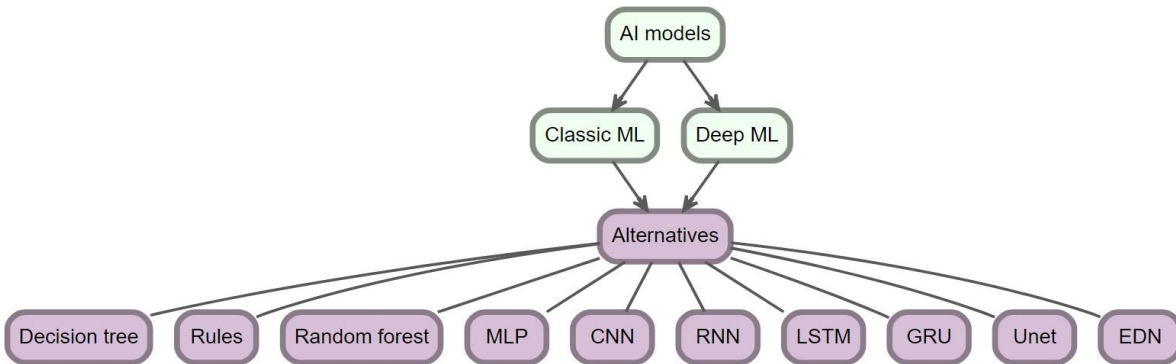 AI models
Classic ML
Deep ML
Alternatives
Decision tree
Rules
Random forest
MLP
CNN
RNN
LSTM
GRU
Unet
EDN